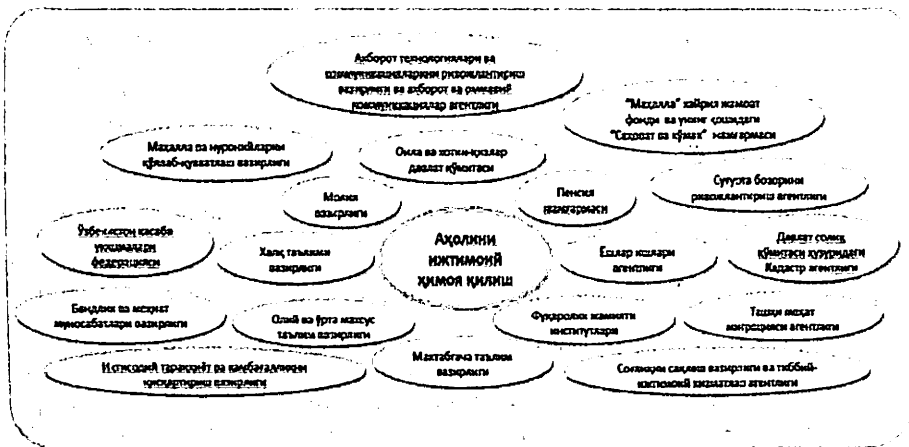 Ахборот технологиялари ва
коммуникацияларини ривожлантириш
вазирлиги ва ахборот ва оммавий
коммуникациялар агентлиги
"Маҳалла" хайрия жамоат
фонди ва унинг қошидаги
"Саховат ва кўмак" жамғармаси
Маҳалла ва нуронийларни
қўллаб-қувватлаш вазирлиги
Оила ва хотин-қизлар
давлат қўмитаси
Молия
вазирлиги
Пенсия
жамғармаси
Суғурта бозорини
ривожлантириш агентлиги
Ўзбекистон касаба
уюшмалари
федерацияси
Халқ таълими
вазирлиги
Аҳолини
ижтимоий
ҳимоя қилиш
Ёшлар ишлари
агентлиги
Давлат солиқ
қўмитаси ҳузуридаги
Кадастр агентлиги
Бандлик ва меҳнат
муносабатлари вазирлиги
Олий ва ўрта махсус
таълим вазирлиги
Фуқаролик жамияти
институтлари
Ташқи меҳнат
миграцияси агентлиги
Иқтисодий тараққиёт ва камбағалликни
қисқартириш вазирлиги
Мактабгача таълим
вазирлиги
Соғлиқни сақлаш вазирлиги ва тиббий-
ижтимоий хизматлар агентлиги